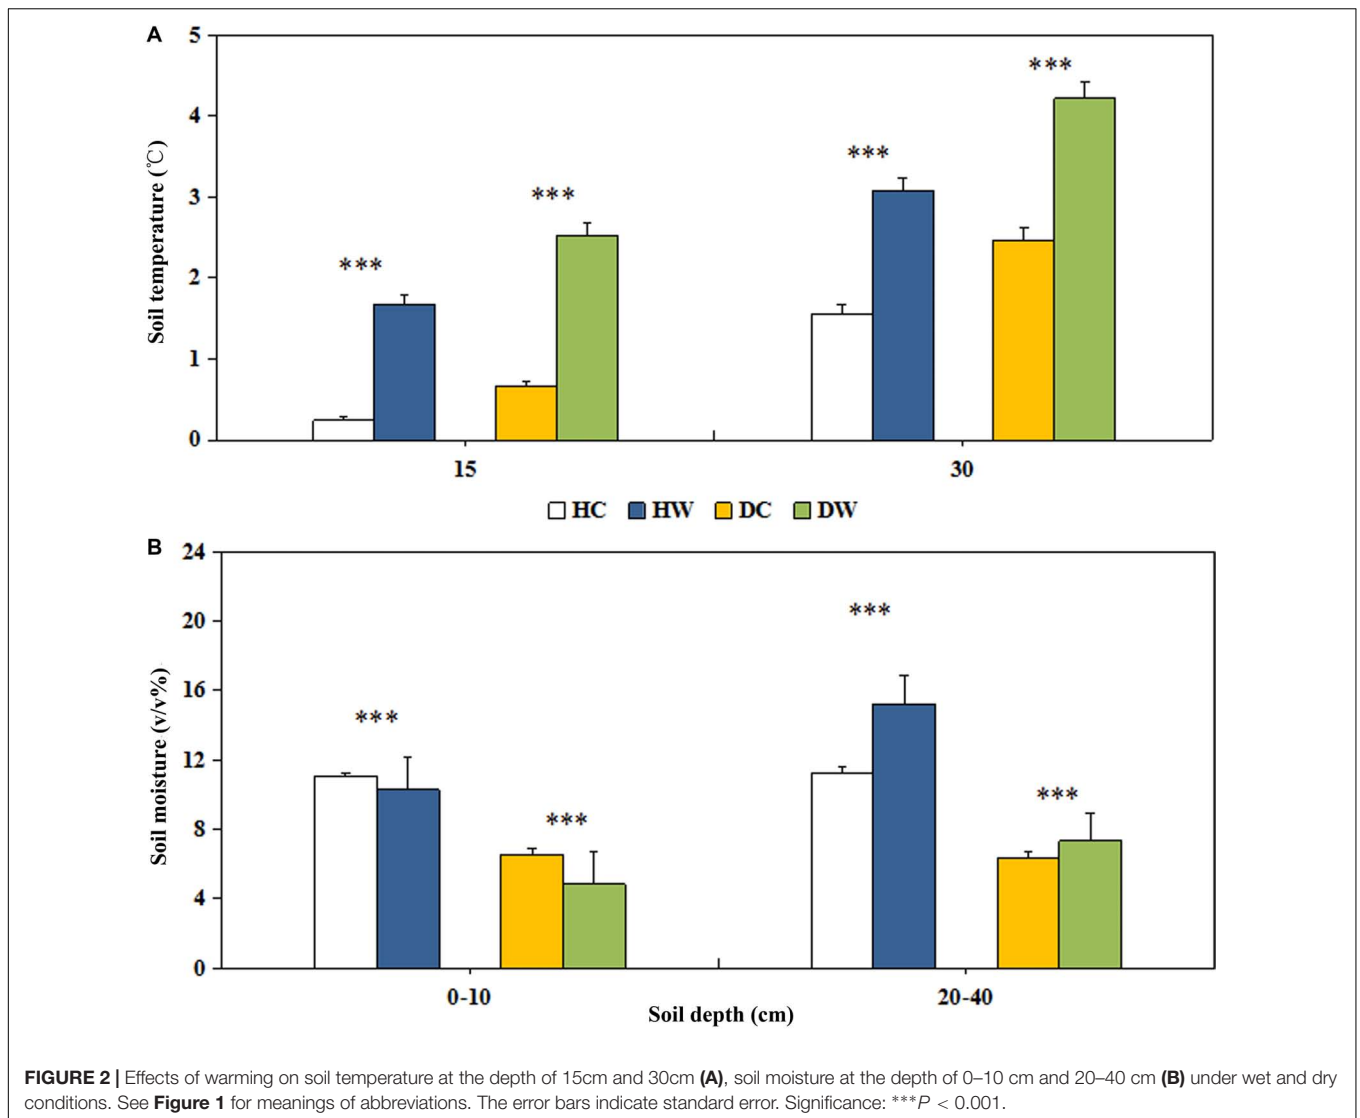 A
5
4
3
2
1
0
Soil temperature (℃)
***
***
***
***
15 30
HC HW DC DW
B
24
20
16
12
8
4
0
Soil moisture (v/v%)
***
***
***
***
0-10 20-40
Soil depth (cm)
FIGURE 2 | Effects of warming on soil temperature at the depth of 15cm and 30cm (A), soil moisture at the depth of 0–10 cm and 20–40 cm (B) under wet and dry
conditions. See Figure 1 for meanings of abbreviations. The error bars indicate standard error. Significance: ***P < 0.001.